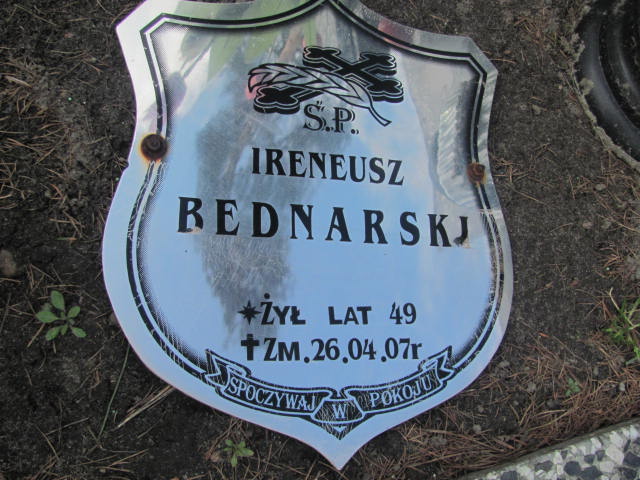 Ś.P.
IRENEUSZ
BEDNARSKI
ŻYŁ LAT 49
ZM. 26.04.07r
SPOCZYWAJ W POKOJU